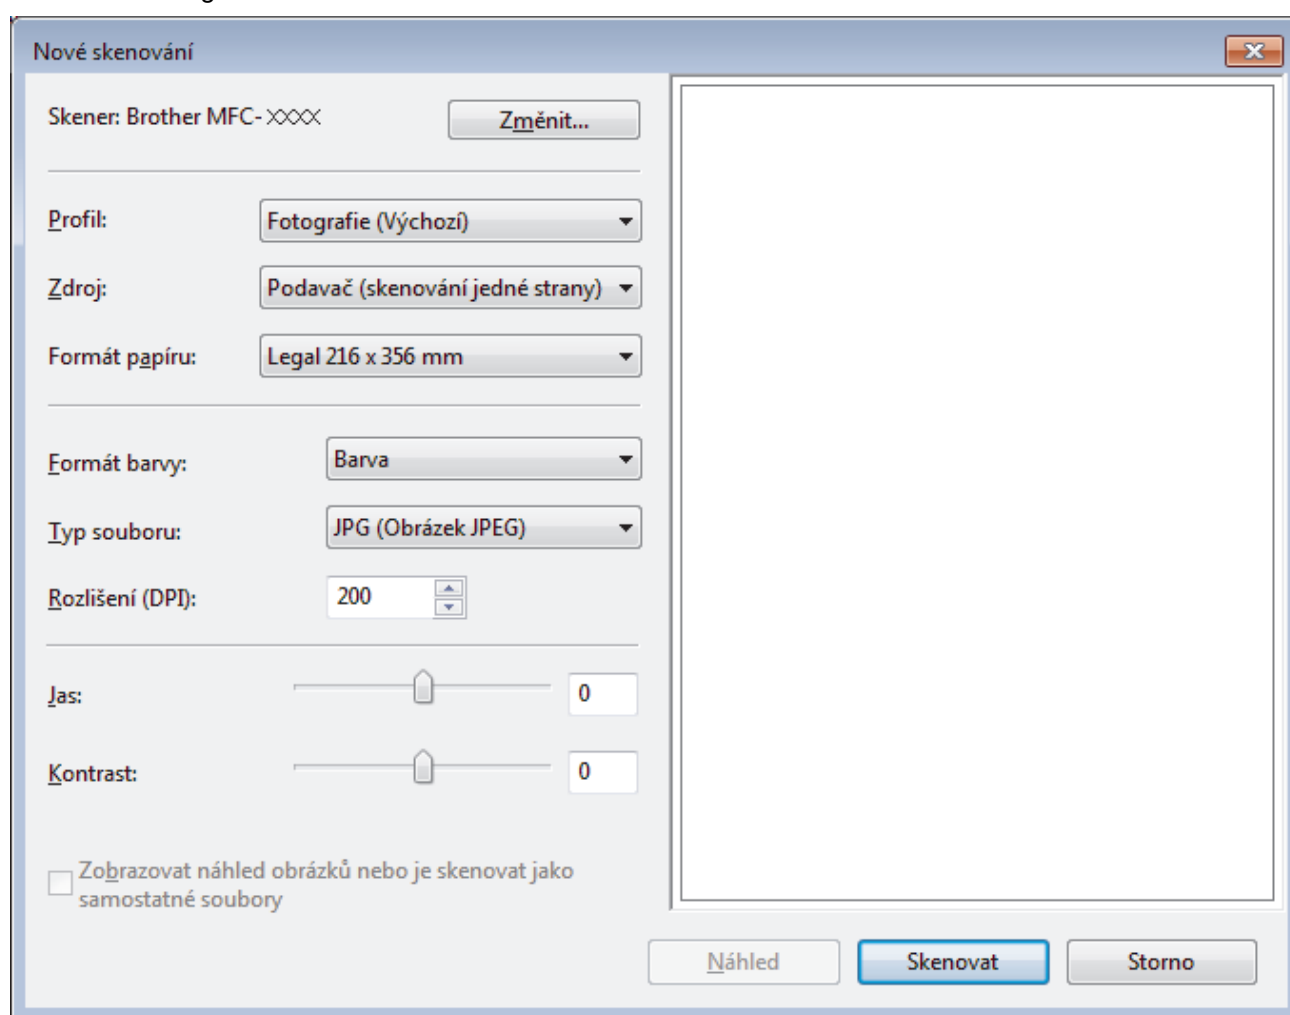 Nové skenování
Skener: Brother MFC-XXXX
Změnit...
Profil:
Fotografie (Výchozí)
Zdroj:
Podavač (skenování jedné strany)
Formát papíru:
Legal 216 x 356 mm
Formát barvy:
Barva
Typ souboru:
JPG (Obrázek JPEG)
Rozlišení (DPI):
200
Jas:
0
Kontrast:
0
Zobrazovat náhled obrázků nebo je skenovat jako
samostatné soubory
Náhled
Skenovat
Storno